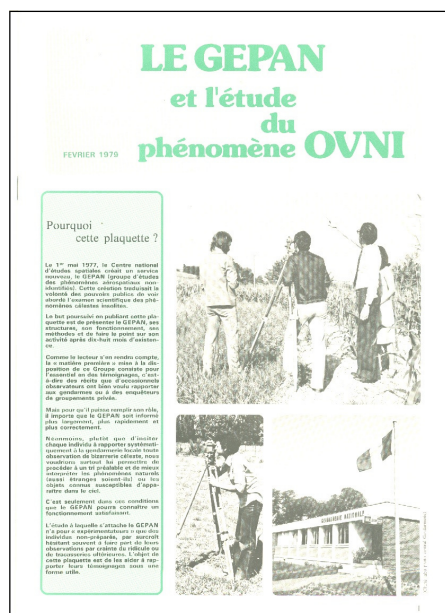 LE GEPAN
et l'étude
du
phénomène OVNI
FEVRIER 1979
Pourquoi
cette plaquette ?
Le 1er mai 1977, le Centre national
d'études spatiales créait un service
nouveau, le GEPAN (groupe d'études
des phénomènes aérospatiaux non-
identifiés). Cette création traduisait la
volonté des pouvoirs publics de voir
abordé l'examen scientifique des phé-
nomènes célestes inédites.
Le but poursuivi en publiant cette pla-
quette est de présenter le GEPAN, ses
structures, son fonctionnement, ses
méthodes et de faire le point sur son
activité après dix-huit mois d'existen-
ce.
Comme le lecteur s'en rendra compte,
la « matière première » mise à la dis-
position de ce Groupe consiste pour
l'essentiel en des témoignages, c'est-
à-dire des récits que d'occasionnels
observateurs ont bien voulu rapporter
aux gendarmes ou à des enquêteurs
de groupements privés.
Mais pour qu'il puisse remplir son rôle,
il importe que le GEPAN soit informé
plus largement, plus rapidement et
plus correctement.
Néanmoins, plutôt que d'inciter
chaque individu à rapporter systémati-
quement à la gendarmerie locale toute
observation de bizarrerie céleste, nous
voudrions surtout lui permettre de
procéder à un tri préalable et de mieux
interpréter les phénomènes naturels
(aussi étranges soient-ils) ou les
objets connus susceptibles d'appa-
raître dans le ciel.
C'est seulement dans ces conditions
que le GEPAN pourra connaître un
fonctionnement satisfaisant.
L'étude à laquelle s'attache le GEPAN
n'a pour « expérimentateurs » que des
individus non-préparés, par surcroît
hésitant souvent à faire part de leurs
observations par crainte du ridicule ou
de tracasseries ultérieures. L'objet de
cette plaquette est de les aider à rap-
porter leurs témoignages sous une
forme utile.
GENDARMERIE NATIONALE